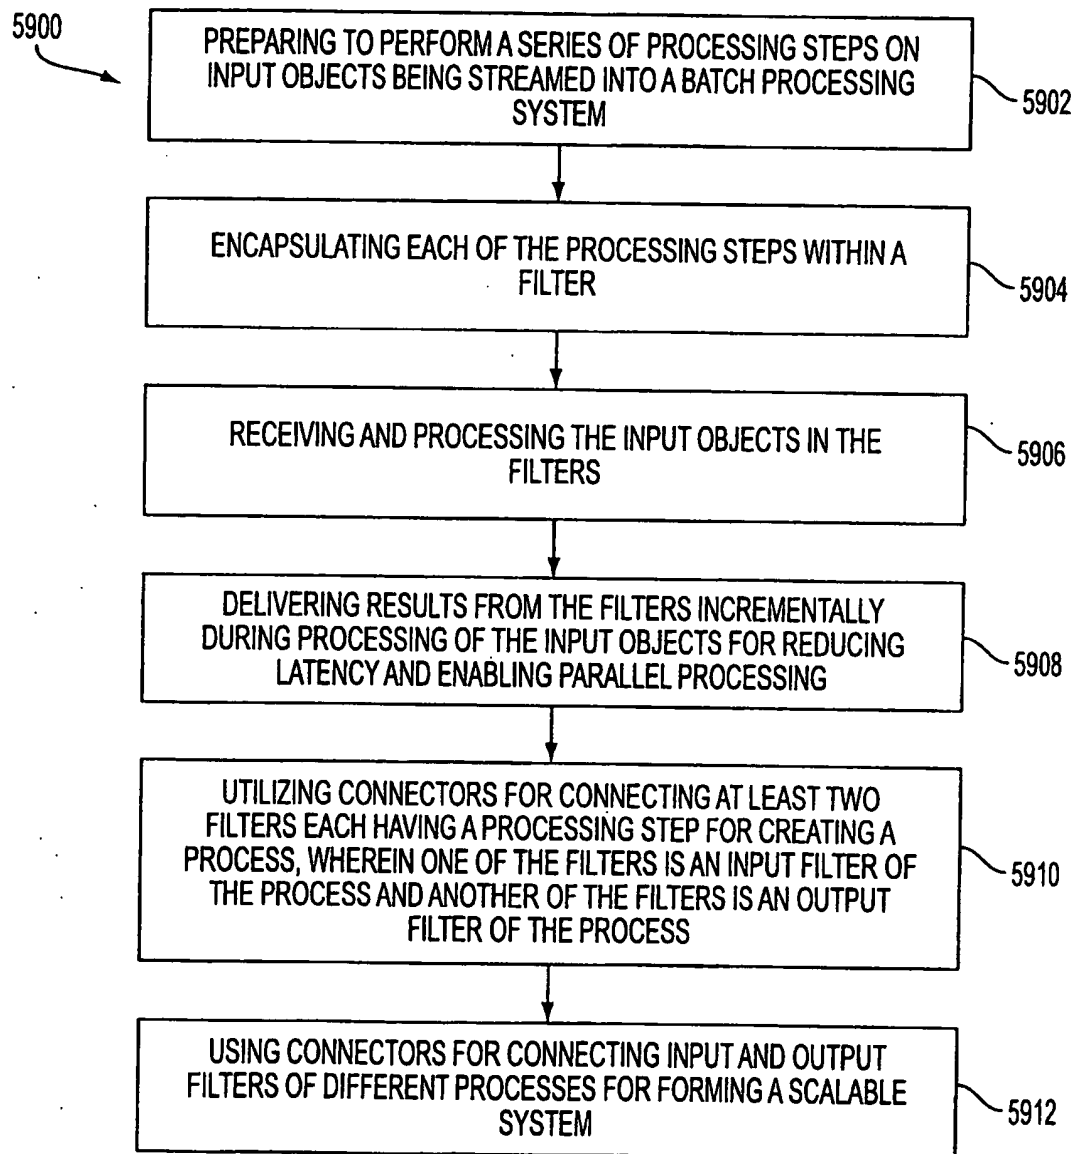 5900
PREPARING TO PERFORM A SERIES OF PROCESSING STEPS ON
INPUT OBJECTS BEING STREAMED INTO A BATCH PROCESSING
SYSTEM
5902
ENCAPSULATING EACH OF THE PROCESSING STEPS WITHIN A
FILTER
5904
RECEIVING AND PROCESSING THE INPUT OBJECTS IN THE
FILTERS
5906
DELIVERING RESULTS FROM THE FILTERS INCREMENTALLY
DURING PROCESSING OF THE INPUT OBJECTS FOR REDUCING
LATENCY AND ENABLING PARALLEL PROCESSING
5908
UTILIZING CONNECTORS FOR CONNECTING AT LEAST TWO
FILTERS EACH HAVING A PROCESSING STEP FOR CREATING A
PROCESS, WHEREIN ONE OF THE FILTERS IS AN INPUT FILTER OF
THE PROCESS AND ANOTHER OF THE FILTERS IS AN OUTPUT
FILTER OF THE PROCESS
5910
USING CONNECTORS FOR CONNECTING INPUT AND OUTPUT
FILTERS OF DIFFERENT PROCESSES FOR FORMING A SCALABLE
SYSTEM
5912